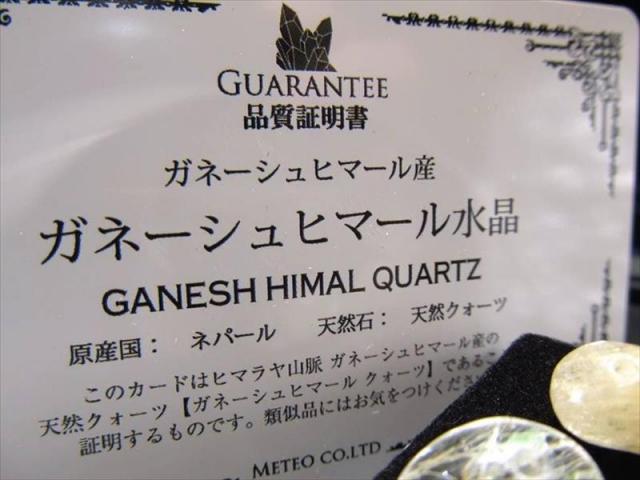 GUARANTEE
品質証明書
ガネーシュヒマール産
ガネーシュヒマール水晶
GANESH HIMAL QUARTZ
原産国： ネパール 天然石： 天然クォーツ
このカードはヒマラヤ山脈 ガネーシュヒマール産の
天然クォーツ【ガネーシュヒマール クォーツ】であるこ
証明するものです。類似品にはお気をつけくださ
METEO CO.LTD